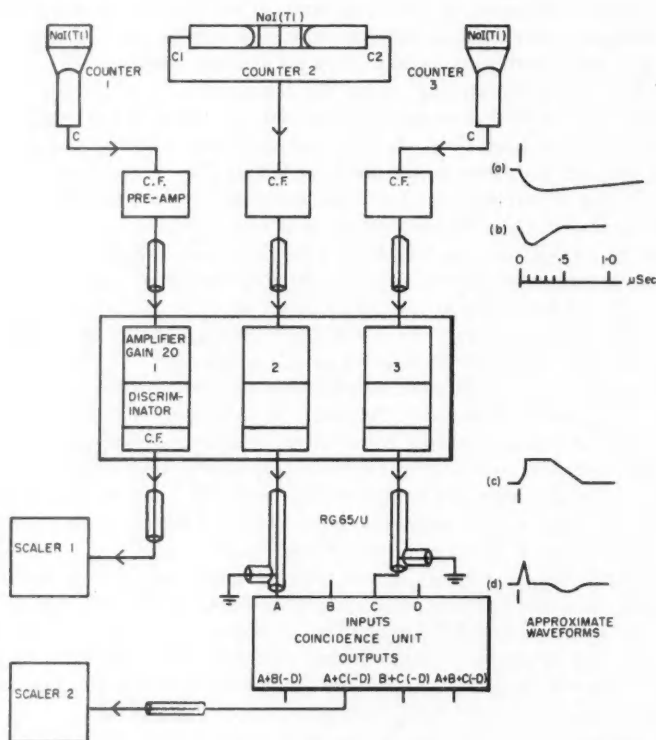 NaI(Tl)
NaI(Tl)
NaI(Tl)
C1
C2
COUNTER
1
COUNTER 2
COUNTER
3
C
C
C.F.
PRE-AMP
C.F.
C.F.
(a)
(b)
0 ·5 1·0
μSec
AMPLIFIER
GAIN 20
1
2
3
DISCRIM-
INATOR
C.F.
(c)
RG 65/U
SCALER 1
(d)
A B C D
INPUTS
COINCIDENCE UNIT
OUTPUTS
A+B(-D) A+C(-D) B+C(-D) A+B+C(-D)
APPROXIMATE
WAVEFORMS
SCALER 2